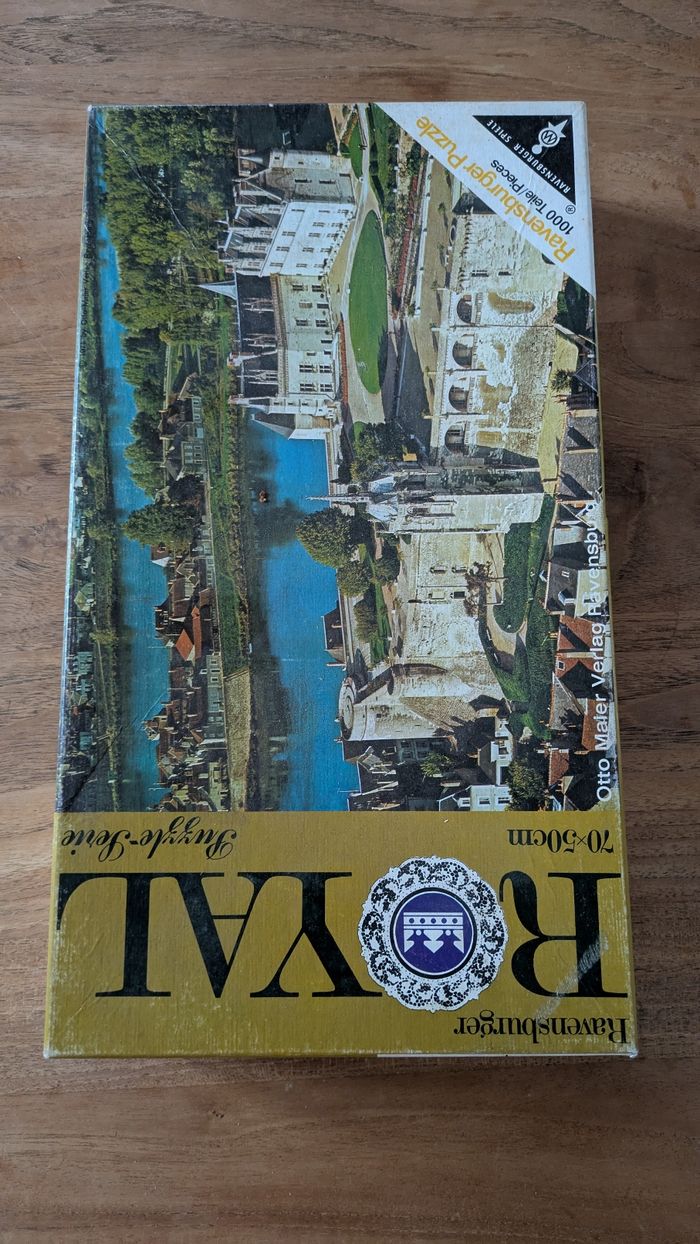 Ravensburger
ROYAL
70×50cm
Puzzle-Serie
Ravensburger Puzzle
1000 Teile/Pieces
®
RAVENSBURGER SPIELE
Otto Maier Verlag Ravensburg